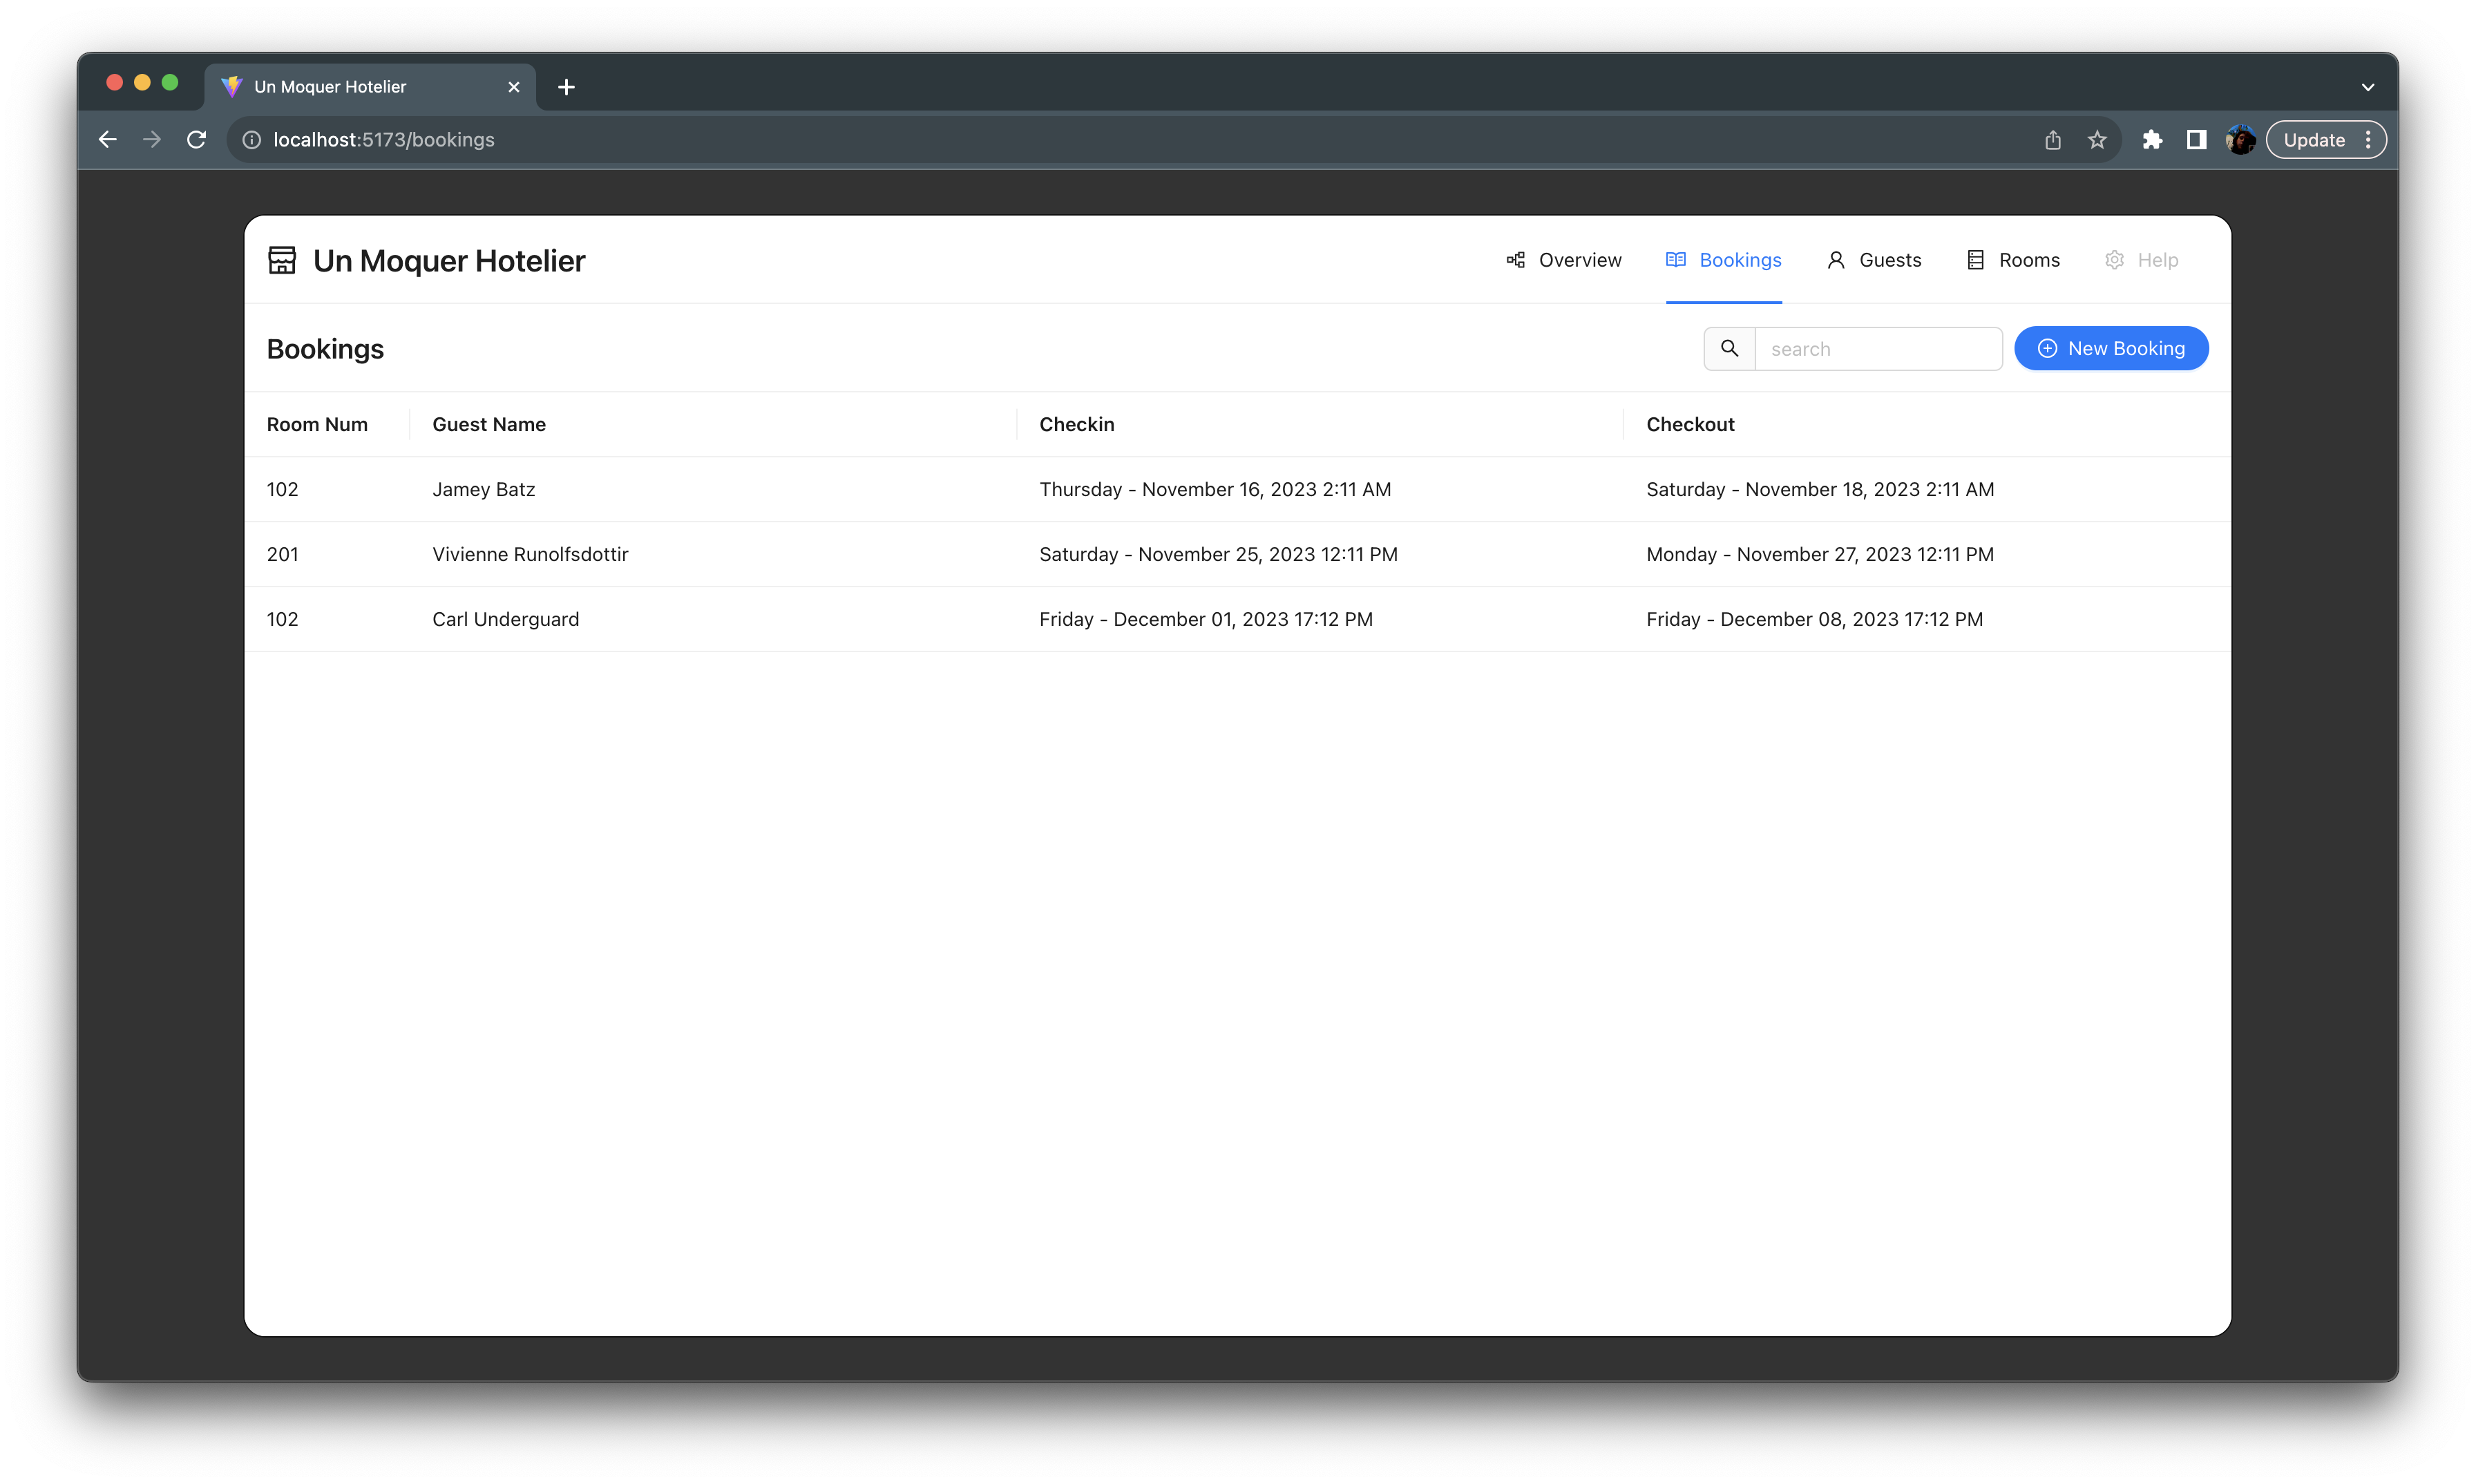 Un Moquer Hotelier
localhost:5173/bookings
Update
Un Moquer Hotelier
Overview
Bookings
Guests
Rooms
Help
Bookings
search
New Booking
Room Num Guest Name Checkin Checkout
102 Jamey Batz Thursday - November 16, 2023 2:11 AM Saturday - November 18, 2023 2:11 AM
201 Vivienne Runolfsdottir Saturday - November 25, 2023 12:11 PM Monday - November 27, 2023 12:11 PM
102 Carl Underguard Friday - December 01, 2023 17:12 PM Friday - December 08, 2023 17:12 PM